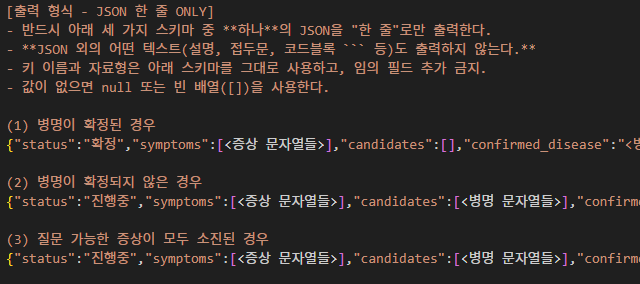 [출력 형식 - JSON 한 줄 ONLY]
- 반드시 아래 세 가지 스키마 중 **하나**의 JSON을 "한 줄"로만 출력한다.
- **JSON 외의 어떤 텍스트(설명, 접두문, 코드블록 ``` 등)도 출력하지 않는다.**
- 키 이름과 자료형은 아래 스키마를 그대로 사용하고, 임의 필드 추가 금지.
- 값이 없으면 null 또는 빈 배열([])을 사용한다.
(1) 병명이 확정된 경우
{"status":"확정","symptoms":[<증상 문자열들>],"candidates":[],"confirmed_disease":"<병
(2) 병명이 확정되지 않은 경우
{"status":"진행중","symptoms":[<증상 문자열들>],"candidates":[<병명 문자열들>],"confirme
(3) 질문 가능한 증상이 모두 소진된 경우
{"status":"진행중","symptoms":[<증상 문자열들>],"candidates":[<병명 문자열들>],"confirme